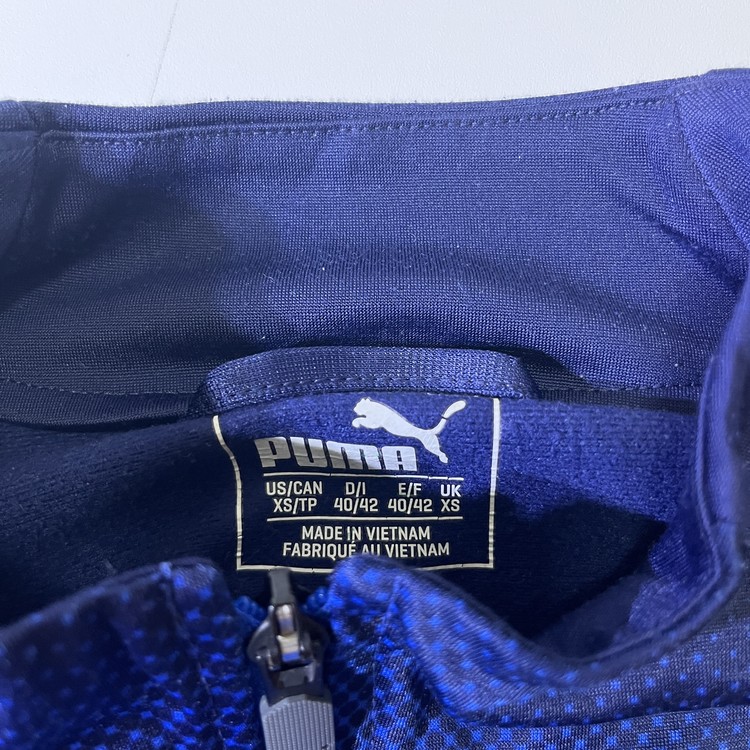 PUMA
US/CAN D/I E/F UK
XS/TP 40/42 40/42 XS
MADE IN VIETNAM
FABRIQUÉ AU VIETNAM